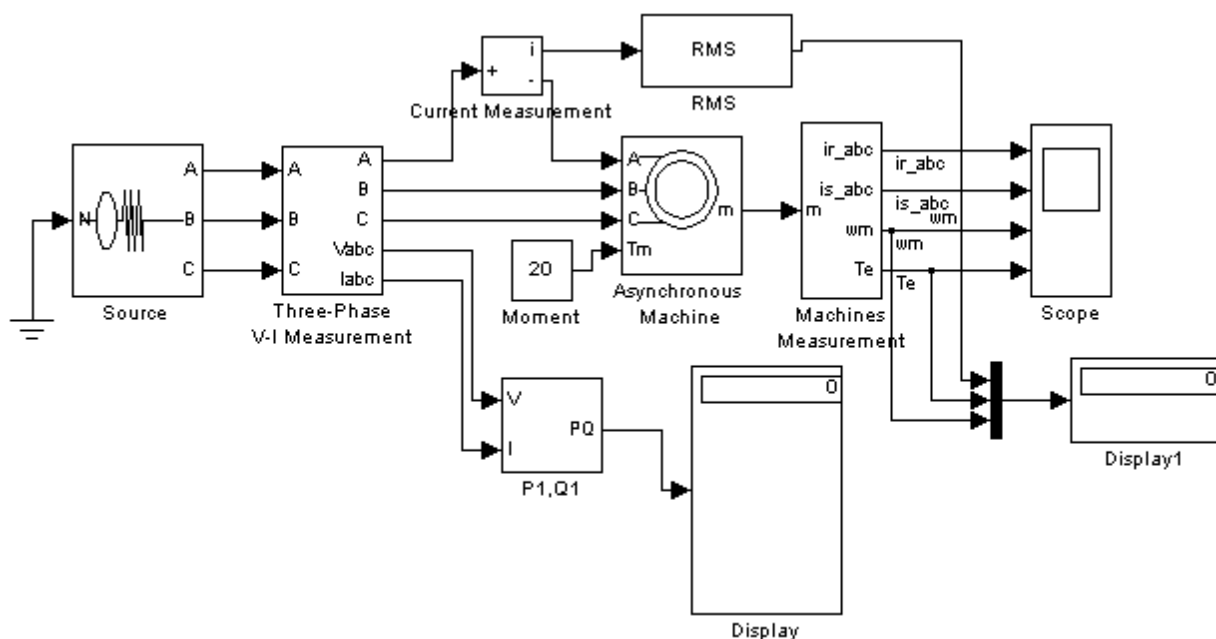 i
+
-
Current Measurement
RMS
RMS
N
A
B
C
Source
A
B
C
A
B
C
Vabc
Iabc
Three-Phase
V-I Measurement
A
B
C
Tm
m
Asynchronous
Machine
20
Moment
m
ir_abc
is_abc
wm
Te
Machines
Measurement
ir_abc
is_abc
wm
wm
Te
Scope
V
I
PQ
P1,Q1
0
Display
0
Display1